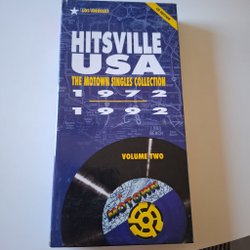 HITSVILLE
USA
THE MOTOWN SINGLES COLLECTION
1972
1992
VOLUME TWO
MOTOWN